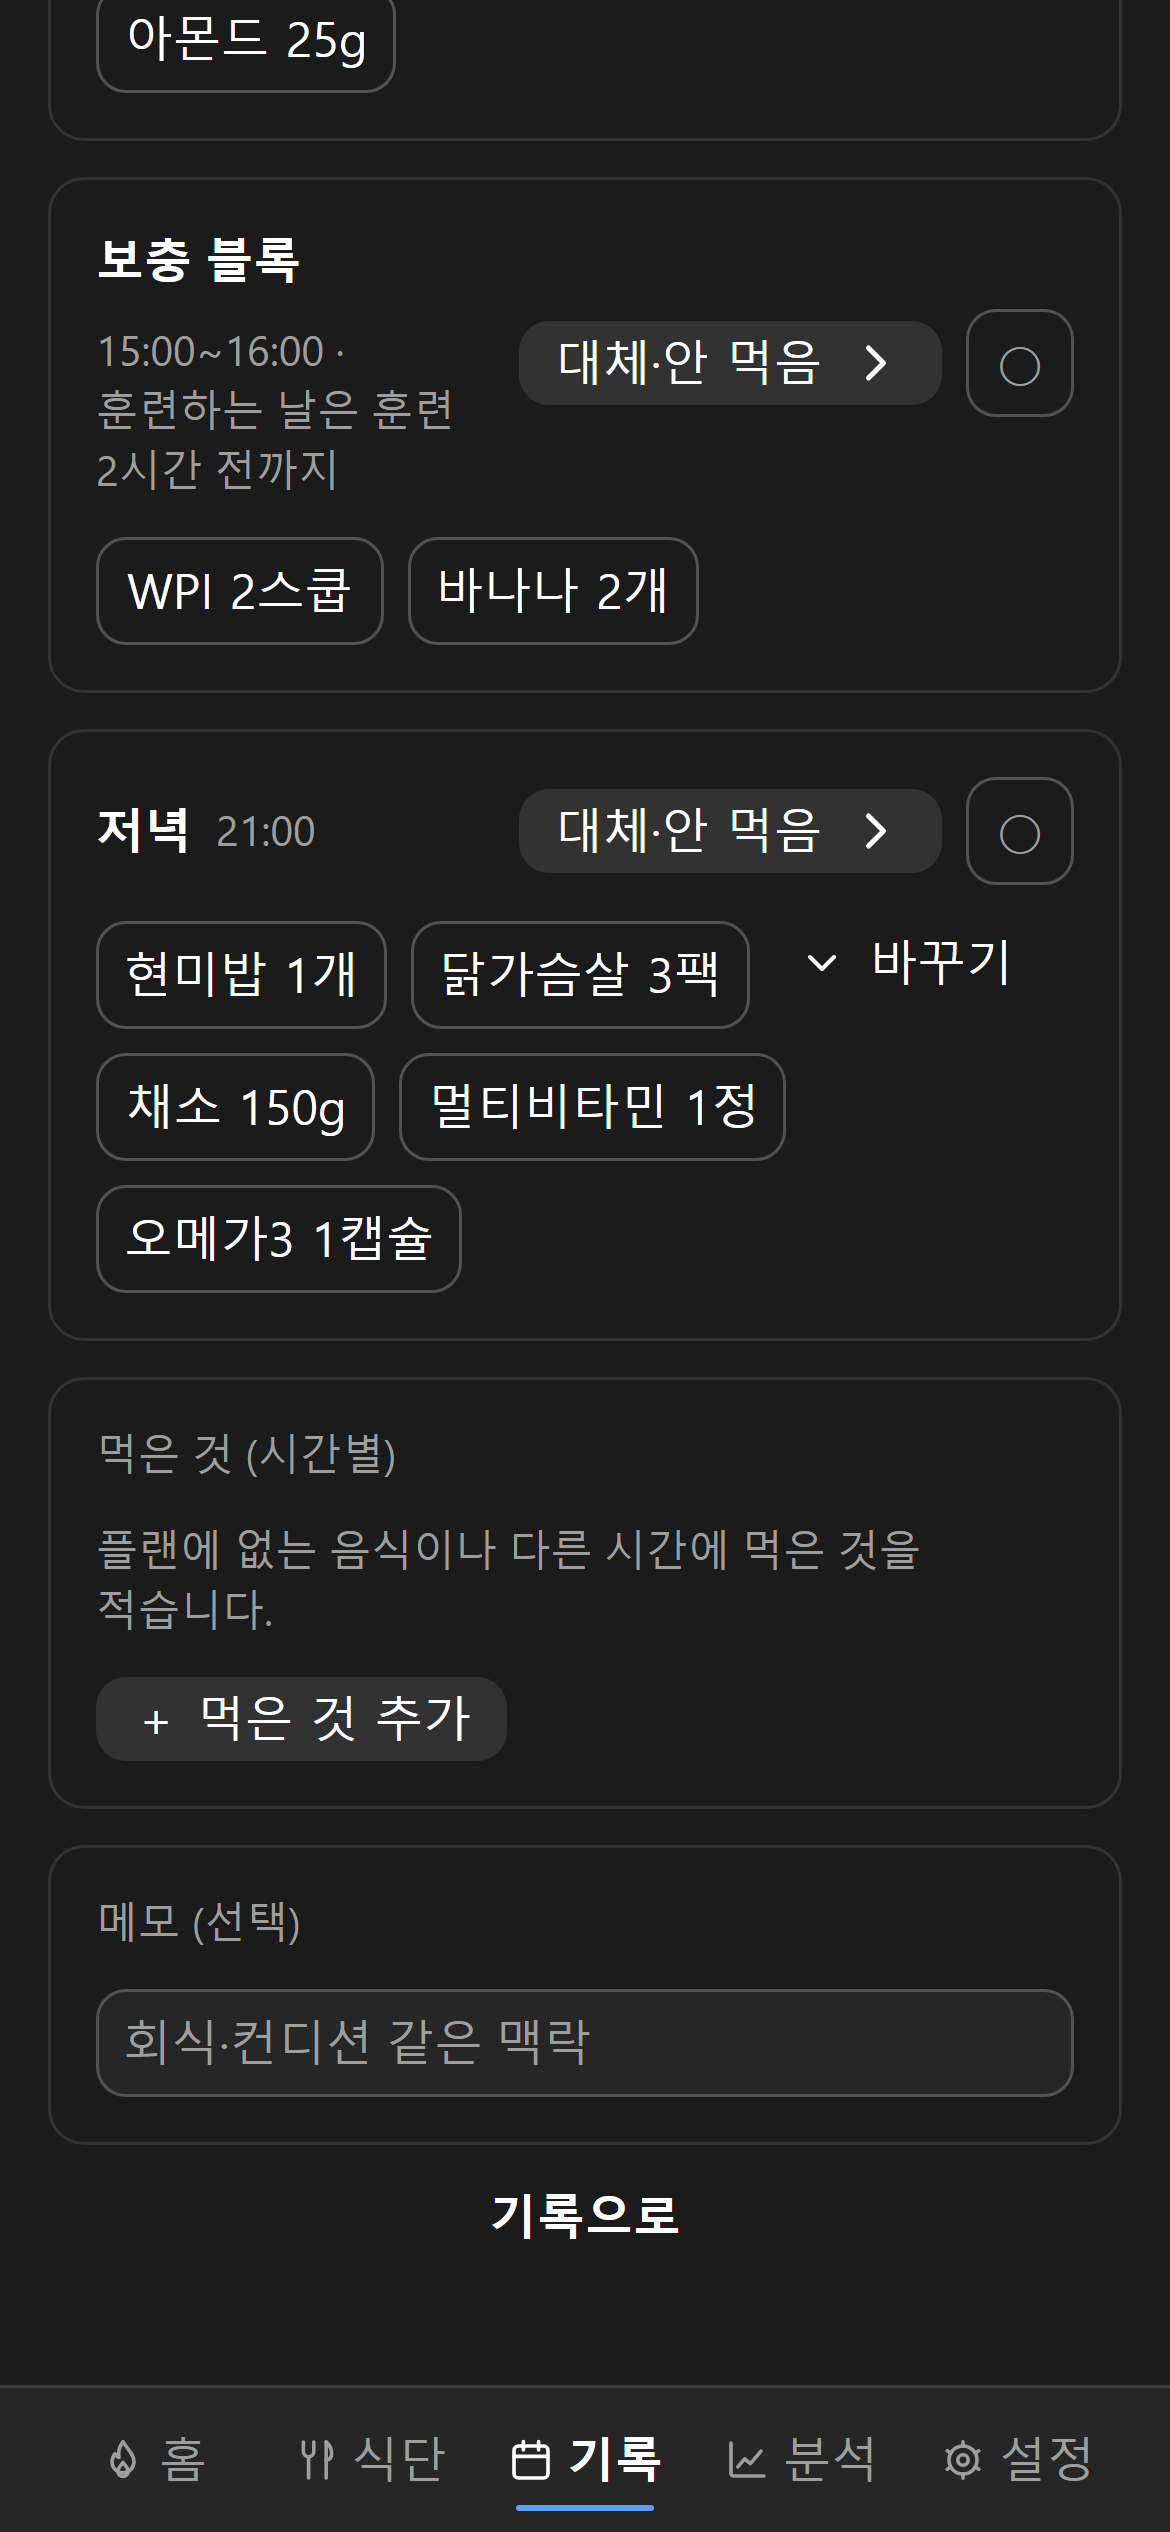 아몬드 25g
보충 블록
15:00~16:00 ·
훈련하는 날은 훈련
2시간 전까지
대체·안 먹음
WPI 2스쿱
바나나 2개
저녁 21:00
대체·안 먹음
현미밥 1개
닭가슴살 3팩
바꾸기
채소 150g
멀티비타민 1정
오메가3 1캡슐
먹은 것 (시간별)
플랜에 없는 음식이나 다른 시간에 먹은 것을
적습니다.
+ 먹은 것 추가
메모 (선택)
회식·컨디션 같은 맥락
기록으로
홈
식단
기록
분석
설정